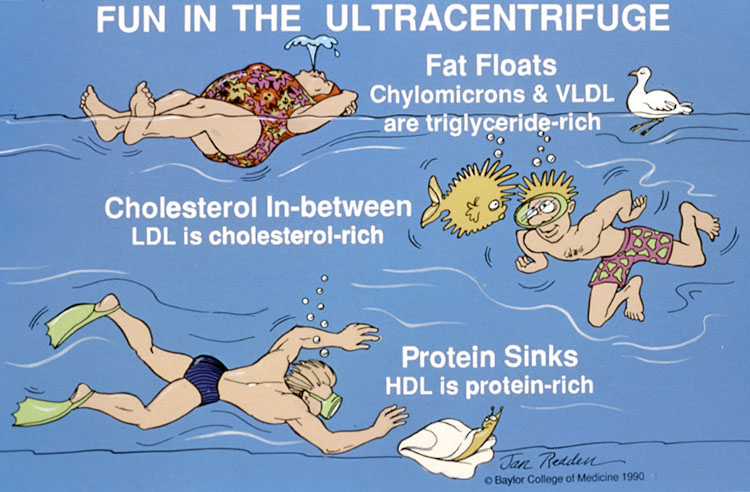 FUN IN THE ULTRACENTRIFUGE
Fat Floats
Chylomicrons & VLDL
are triglyceride-rich
Cholesterol In-between
LDL is cholesterol-rich
Protein Sinks
HDL is protein-rich
Jan Redden
© Baylor College of Medicine 1990